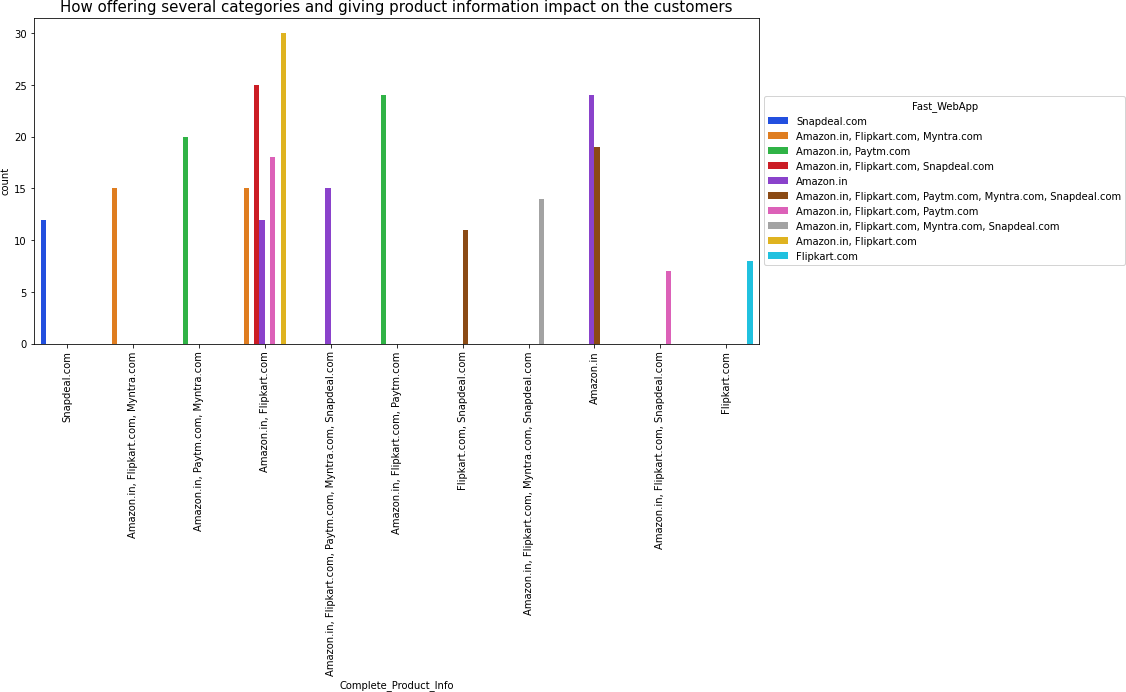 How offering several categories and giving product information impact on the customers
count
30
25
20
15
10
5
0
Snapdeal.com
Amazon.in, Flipkart.com, Myntra.com
Amazon.in, Paytm.com, Myntra.com
Amazon.in, Flipkart.com
Amazon.in, Flipkart.com, Paytm.com, Myntra.com, Snapdeal.com
Amazon.in, Flipkart.com, Paytm.com
Flipkart.com, Snapdeal.com
Amazon.in, Flipkart.com, Myntra.com, Snapdeal.com
Amazon.in
Amazon.in, Flipkart.com, Snapdeal.com
Flipkart.com
Complete_Product_Info
Fast_WebApp
Snapdeal.com
Amazon.in, Flipkart.com, Myntra.com
Amazon.in, Paytm.com
Amazon.in, Flipkart.com, Snapdeal.com
Amazon.in
Amazon.in, Flipkart.com, Paytm.com, Myntra.com, Snapdeal.com
Amazon.in, Flipkart.com, Paytm.com
Amazon.in, Flipkart.com, Myntra.com, Snapdeal.com
Amazon.in, Flipkart.com
Flipkart.com